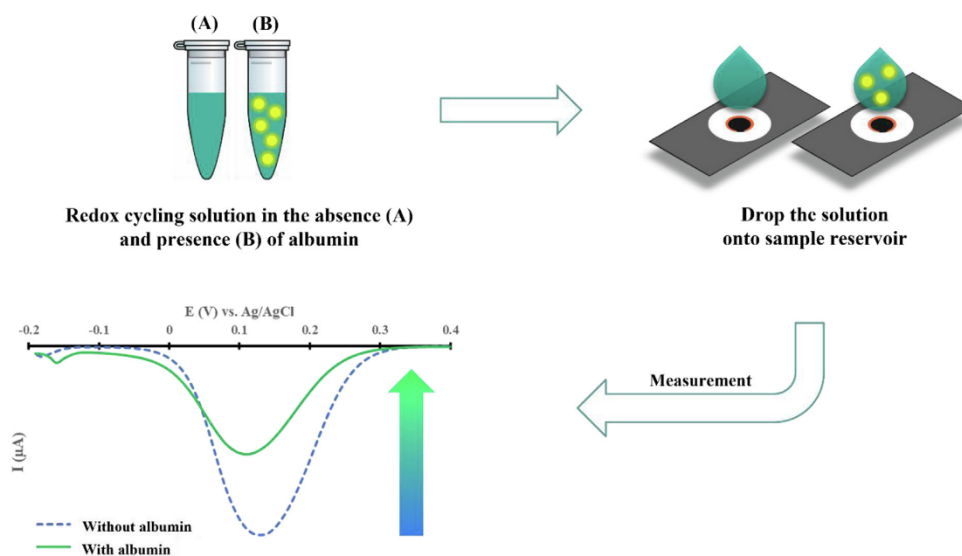 (A) (B)
Redox cycling solution in the absence (A)
and presence (B) of albumin
Drop the solution
onto sample reservoir
E (V) vs. Ag/AgCl
-0.2 -0.1 0 0.1 0.2 0.3 0.4
Measurement
I (μA)
Without albumin
With albumin